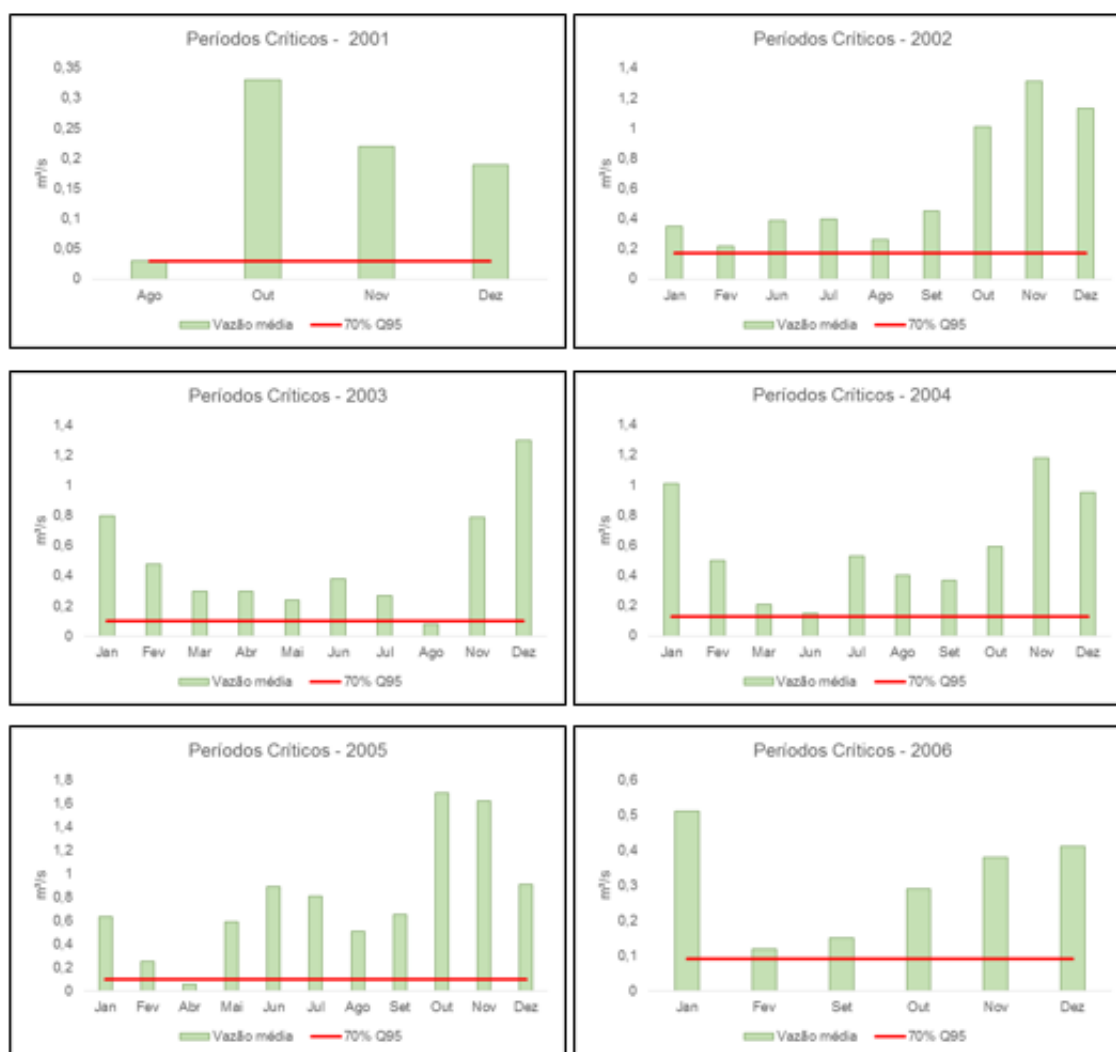 Períodos Críticos - 2001
0,35
0,3
0,25
0,2
0,15
0,1
0,05
0
m³/s
Ago Out Nov Dez
Vazão média 70% Q95
Períodos Críticos - 2002
1,4
1,2
1
0,8
0,6
0,4
0,2
0
m³/s
Jan Fev Jun Jul Ago Set Out Nov Dez
Vazão média 70% Q95
Períodos Críticos - 2003
1,4
1,2
1
0,8
0,6
0,4
0,2
0
m³/s
Jan Fev Mar Abr Mai Jun Jul Ago Nov Dez
Vazão média 70% Q95
Períodos Críticos - 2004
1,4
1,2
1
0,8
0,6
0,4
0,2
0
m³/s
Jan Fev Mar Jun Jul Ago Set Out Nov Dez
Vazão média 70% Q95
Períodos Críticos - 2005
1,8
1,6
1,4
1,2
1
0,8
0,6
0,4
0,2
0
m³/s
Jan Fev Abr Mai Jun Jul Ago Set Out Nov Dez
Vazão média 70% Q95
Períodos Críticos - 2006
0,6
0,5
0,4
0,3
0,2
0,1
0
m³/s
Jan Fev Set Out Nov Dez
Vazão média 70% Q95